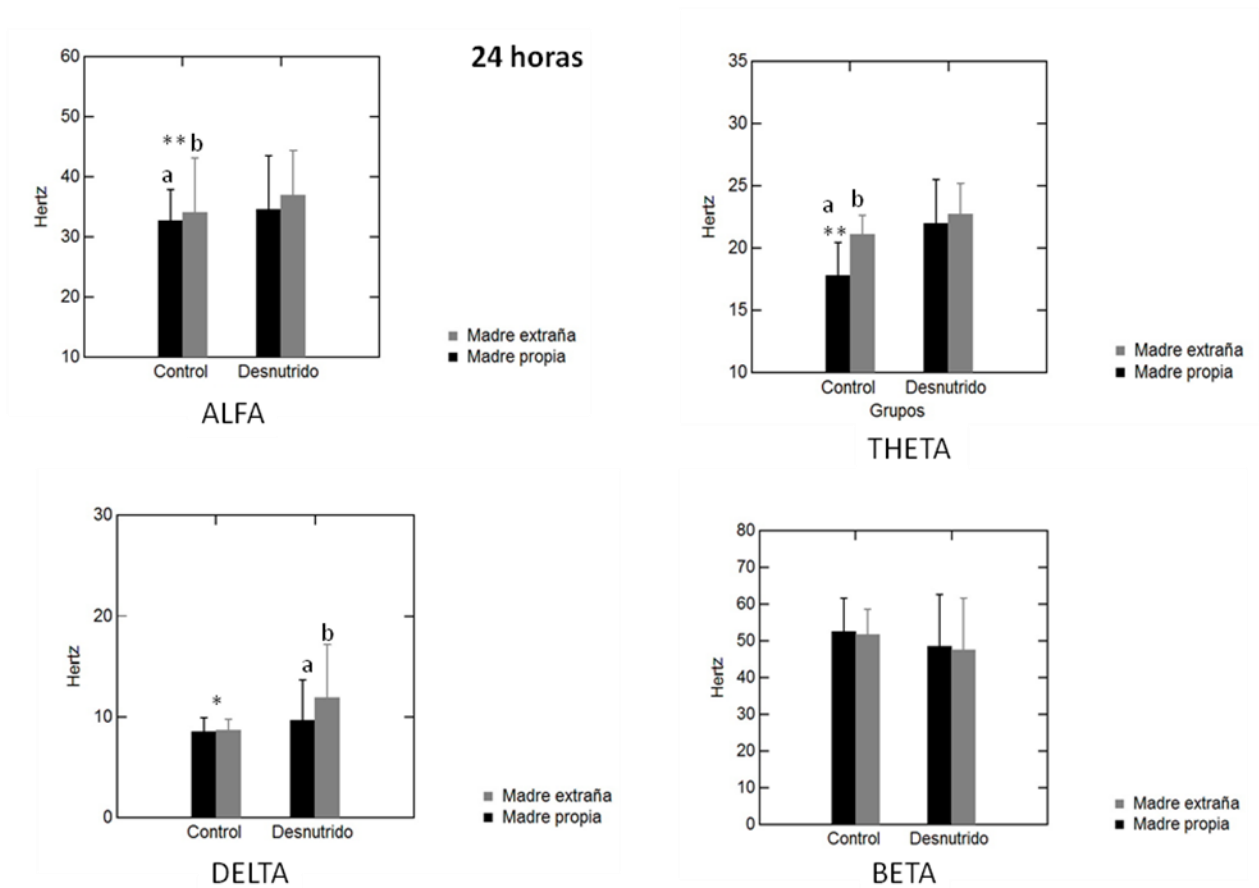 24 horas
60
50
40
30
20
10
Hertz
** b
a
Control Desnutrido
Madre extraña
Madre propia
ALFA
35
30
25
20
15
10
Hertz
a b
**
Control Desnutrido
Grupos
Madre extraña
Madre propia
THETA
30
20
10
0
Hertz
*
a b
Control Desnutrido
Madre extraña
Madre propia
DELTA
80
70
60
50
40
30
20
10
0
Hertz
Control Desnutrido
Madre extraña
Madre propia
BETA